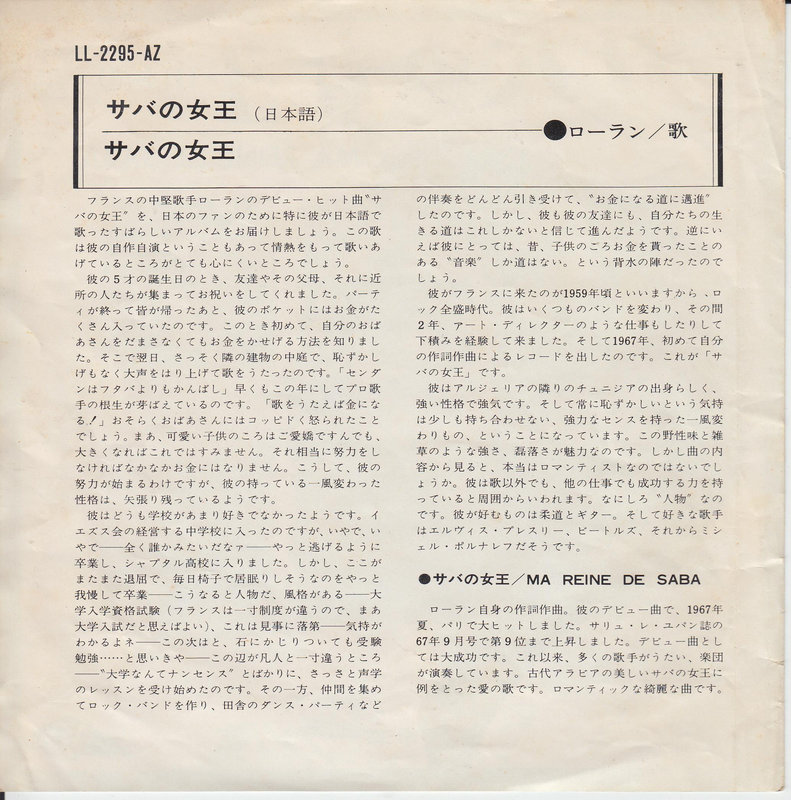 LL-2295-AZ
サバの女王 (日本語)
サバの女王
●ローラン／歌
フランスの中堅歌手ローランのデビュー・ヒット曲〝サ
バの女王〟を、日本のファンのために特に彼が日本語で
歌ったすばらしいアルバムをお届けしましょう。この歌
は彼の自作自演ということもあって情熱をもって歌いあ
げているところがとても心にくいところでしょう。
彼の5才の誕生日のとき、友達やその父母、それに近
所の人たちが集まってお祝いをしてくれました。パーテ
ィが終って皆が帰ったあと、彼のポケットにはお金がた
くさん入っていたのです。このとき初めて、自分のおば
あさんをだまさなくてもお金をかせげる方法を知りまし
た。そこで翌日、さっそく隣の建物の中庭で、恥ずかし
げもなく大声をはり上げて歌をうたったのです。「センダ
ンはフタバよりもかんばし」早くもこの年にしてプロ歌
手の根生が芽ばえているのです。「歌をうたえば金にな
る！」おそらくおばあさんにはコッピドく怒られたこと
でしょう。まあ、可愛い子供のころはご愛嬌ですんでも、
大きくなればこれではすみません。それ相当に努力をし
なければなかなかお金にはなりません。こうして、彼の
努力が始まるわけですが、彼の持っている一風変わった
性格は、矢張り残っているようです。
彼はどうも学校があまり好きでなかったようです。イ
エズス会の経営する中学校に入ったのですが、いやで、い
やで――全く誰かみたいだなァ――やっと逃げるように
卒業し、シャプタル高校に入りました。しかし、ここが
またまた退屈で、毎日椅子で居眠りしそうなのをやっと
我慢して卒業――こうなると人物だ、風格がある――大
学入学資格試験（フランスは一寸制度が違うので、まあ
大学入試だと思えばよい）、これは見事に落第――気持が
わかるよネ――この次はと、石にかじりついても受験
勉強……と思いきや――この辺が凡人と一寸違うところ
――〝大学なんてナンセンス〟とばかりに、さっさと声学
のレッスンを受け始めたのです。その一方、仲間を集め
てロック・バンドを作り、田舎のダンス・パーティなど
の伴奏をどんどん引き受けて、〝お金になる道に邁進〟
したのです。しかし、彼も彼の友達にも、自分たちの生
きる道はこれしかないと信じて進んだようです。逆にい
えば彼にとっては、昔、子供のごろお金を貰ったことの
ある〝音楽〟しか道はない。という背水の陣だったので
しょう。
彼がフランスに来たのが1959年頃といいますから、ロ
ック全盛時代。彼はいくつものバンドを変わり、その間
2年、アート・ディレクターのような仕事もしたりして
下積みを経験して来ました。そして1967年、初めて自分
の作詞作曲によるレコードを出したのです。これが「サ
バの女王」です。
彼はアルジェリアの隣りのチュニジアの出身らしく、
強い性格で強気です。そして常に恥ずかしいという気持
は少しも持ち合わせない、強力なセンスを持った一風変
わりもの、ということになっています。この野性味と雑
草のような強さ、磊落さが魅力なのです。しかし曲の内
容から見ると、本当はロマンティストなのではないでし
ょうか。彼は歌以外でも、他の仕事でも成功する力を持
っていると周囲からいわれます。なにしろ〝人物〟なの
です。彼が好むものは柔道とギター。そして好きな歌手
はエルヴィス・プレスリー、ビートルズ、それからミシ
ェル・ポルナレフだそうです。
●サバの女王／MA REINE DE SABA
ローラン自身の作詞作曲。彼のデビュー曲で、1967年
夏、パリで大ヒットしました。サリュ・レ・ユバン誌の
67年9月号で第9位まで上昇しました。デビュー曲とし
ては大成功です。これ以来、多くの歌手がうたい、楽団
が演奏しています。古代アラビアの美しいサバの女王に
例をとった愛の歌です。ロマンティックな綺麗な曲です。